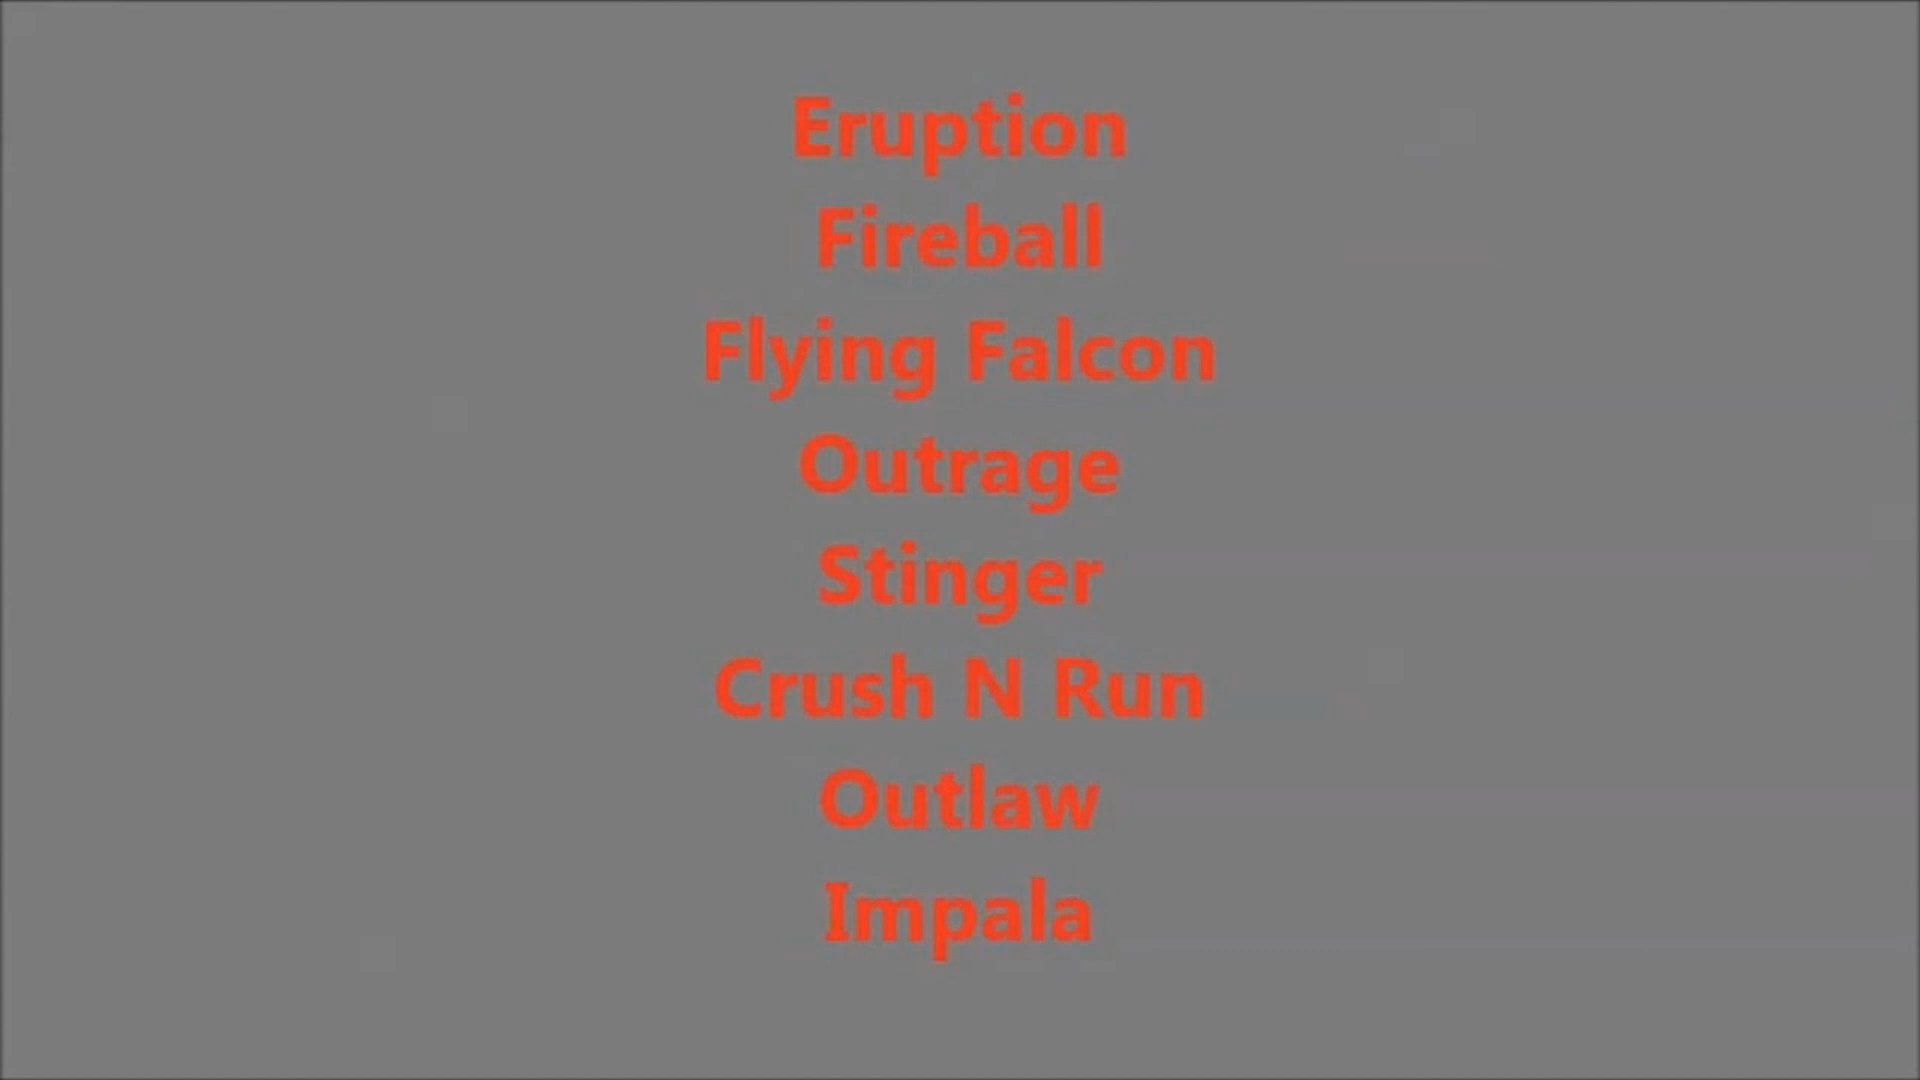 Eruption
Fireball
Flying Falcon
Outrage
Stinger
Crush N Run
Outlaw
Impala